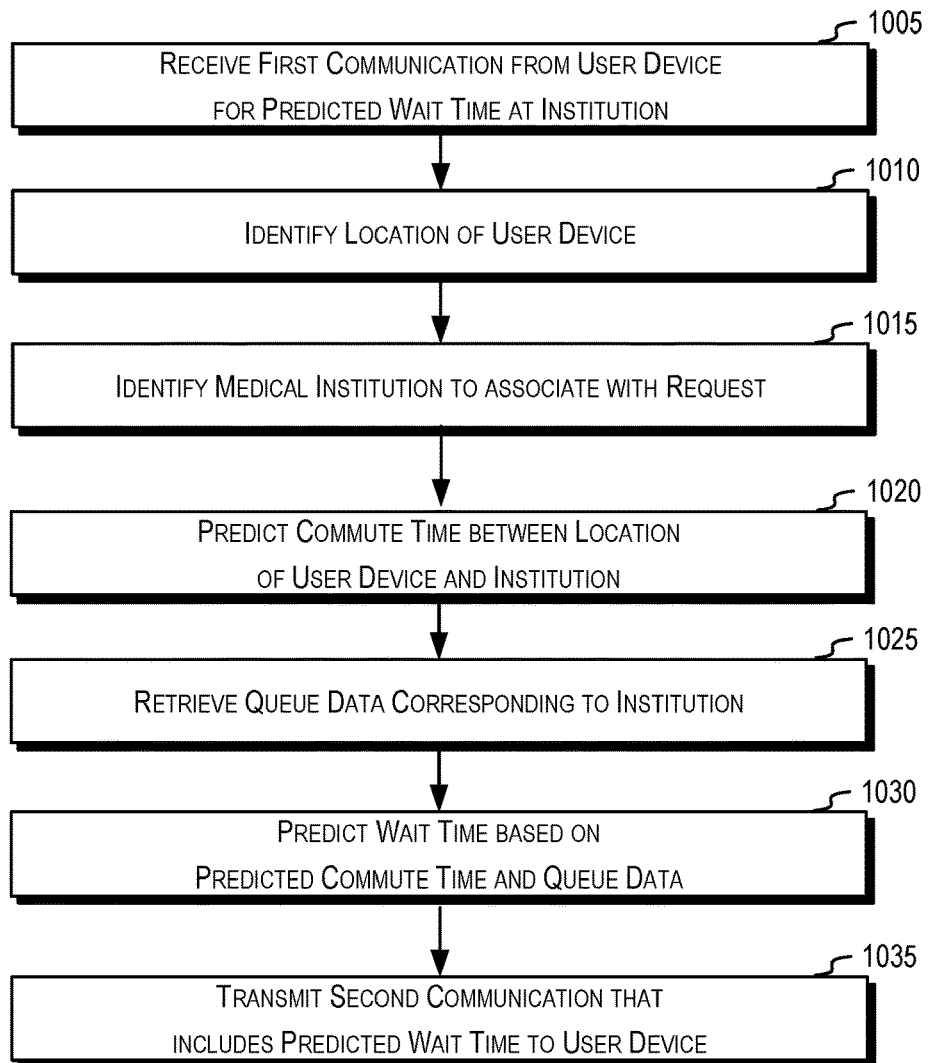 1005
RECEIVE FIRST COMMUNICATION FROM USER DEVICE
FOR PREDICTED WAIT TIME AT INSTITUTION
1010
IDENTIFY LOCATION OF USER DEVICE
1015
IDENTIFY MEDICAL INSTITUTION TO ASSOCIATE WITH REQUEST
1020
PREDICT COMMUTE TIME BETWEEN LOCATION
OF USER DEVICE AND INSTITUTION
1025
RETRIEVE QUEUE DATA CORRESPONDING TO INSTITUTION
1030
PREDICT WAIT TIME BASED ON
PREDICTED COMMUTE TIME AND QUEUE DATA
1035
TRANSMIT SECOND COMMUNICATION THAT
INCLUDES PREDICTED WAIT TIME TO USER DEVICE